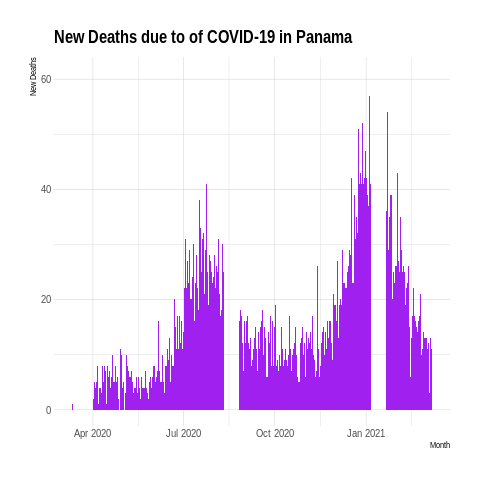 New Deaths due to of COVID-19 in Panama
New Deaths
60
40
20
0
Apr 2020 Jul 2020 Oct 2020 Jan 2021
Month